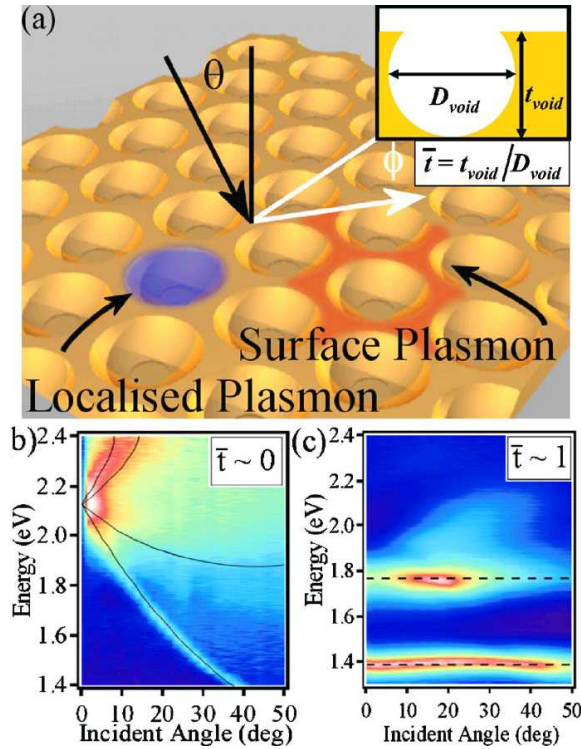 (a)
θ
D_void
t_void
ϕ
t̄ = t_void/D_void
Surface Plasmon
Localised Plasmon
b)
t̄ ~ 0
Energy (eV)
2.4
2.2
2.0
1.8
1.6
1.4
0 10 20 30 40 50
Incident Angle (deg)
(c)
t̄ ~ 1
Energy (eV)
2.4
2.2
2.0
1.8
1.6
1.4
0 10 20 30 40 50
Incident Angle (deg)